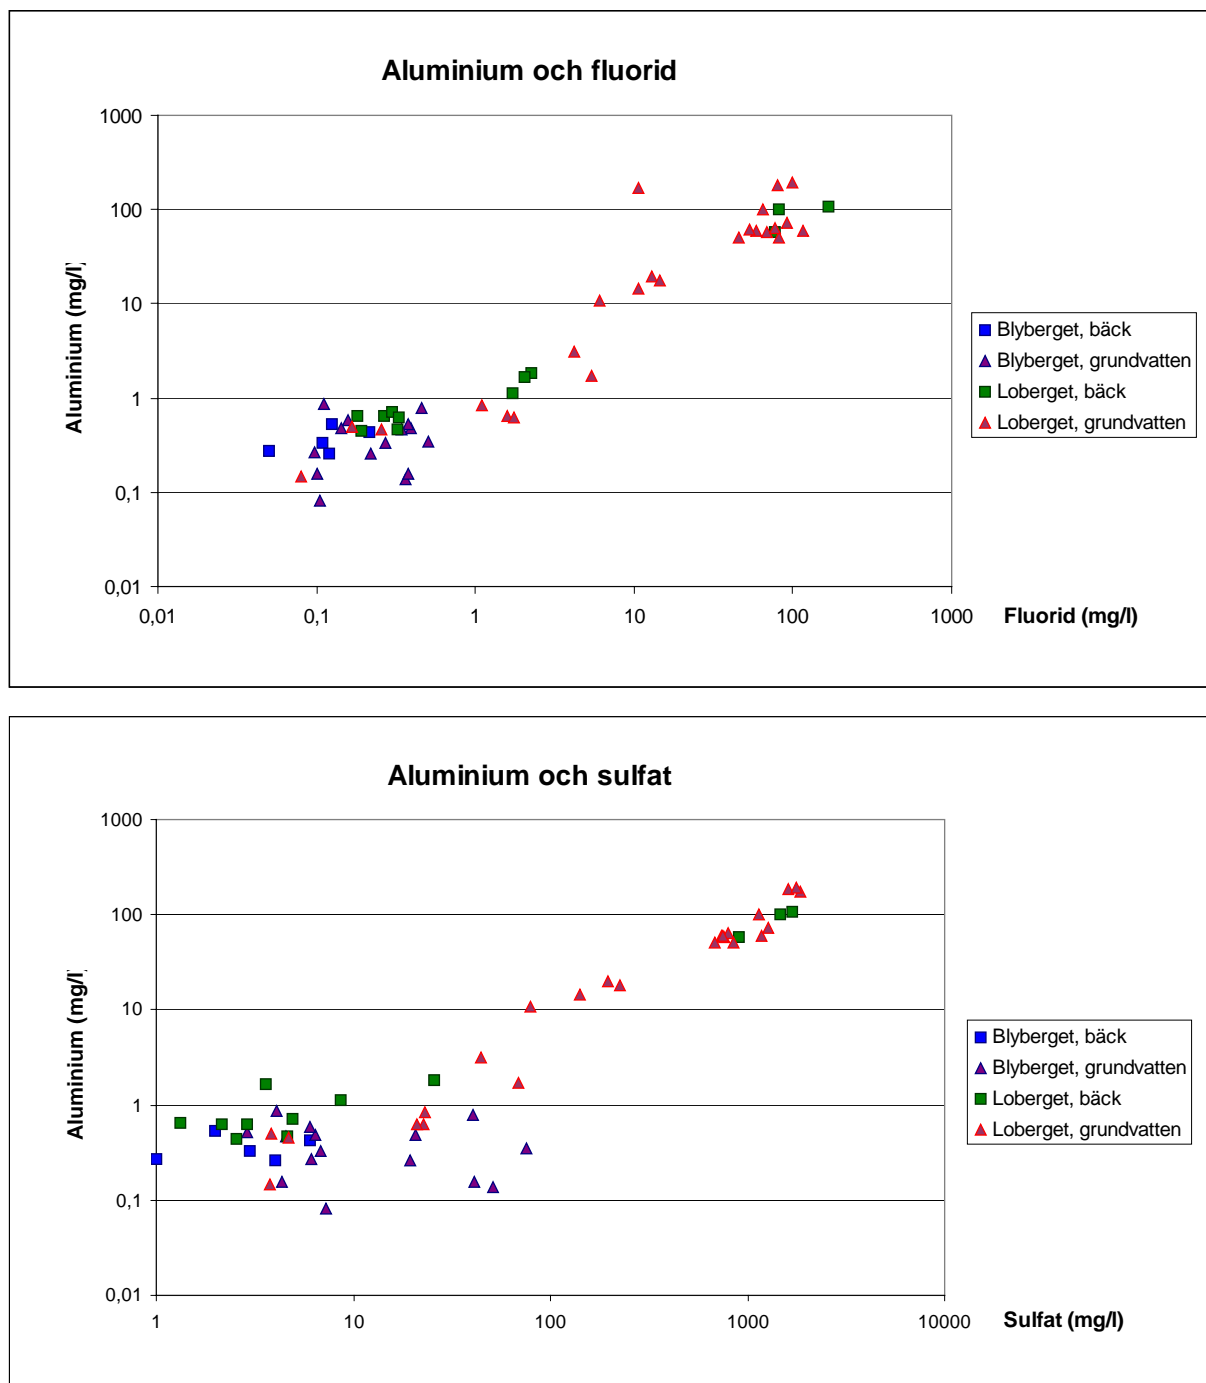 Aluminium och fluorid
1000
100
10
1
0,1
0,01
Aluminium (mg/l)
0,01
0,1
1
10
100
1000
Fluorid (mg/l)
Blyberget, bäck
Blyberget, grundvatten
Loberget, bäck
Loberget, grundvatten
Aluminium och sulfat
1000
100
10
1
0,1
0,01
Aluminium (mg/l)
1
10
100
1000
10000
Sulfat (mg/l)
Blyberget, bäck
Blyberget, grundvatten
Loberget, bäck
Loberget, grundvatten